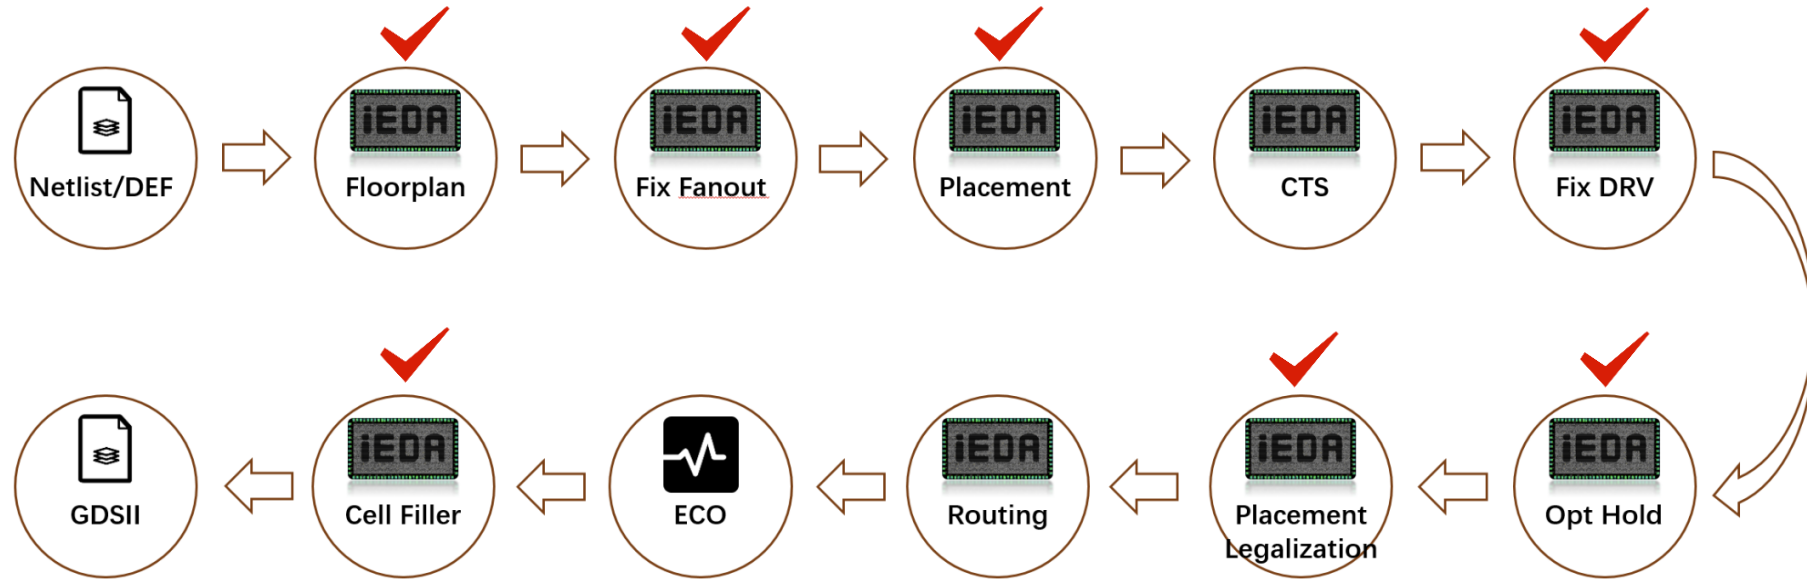 iEDA
iEDA
iEDA
iEDA
iEDA
Netlist/DEF
Floorplan
Fix Fanout
Placement
CTS
Fix DRV
iEDA
iEDA
iEDA
iEDA
Opt Hold
Placement
Legalization
Routing
ECO
Cell Filler
GDSII